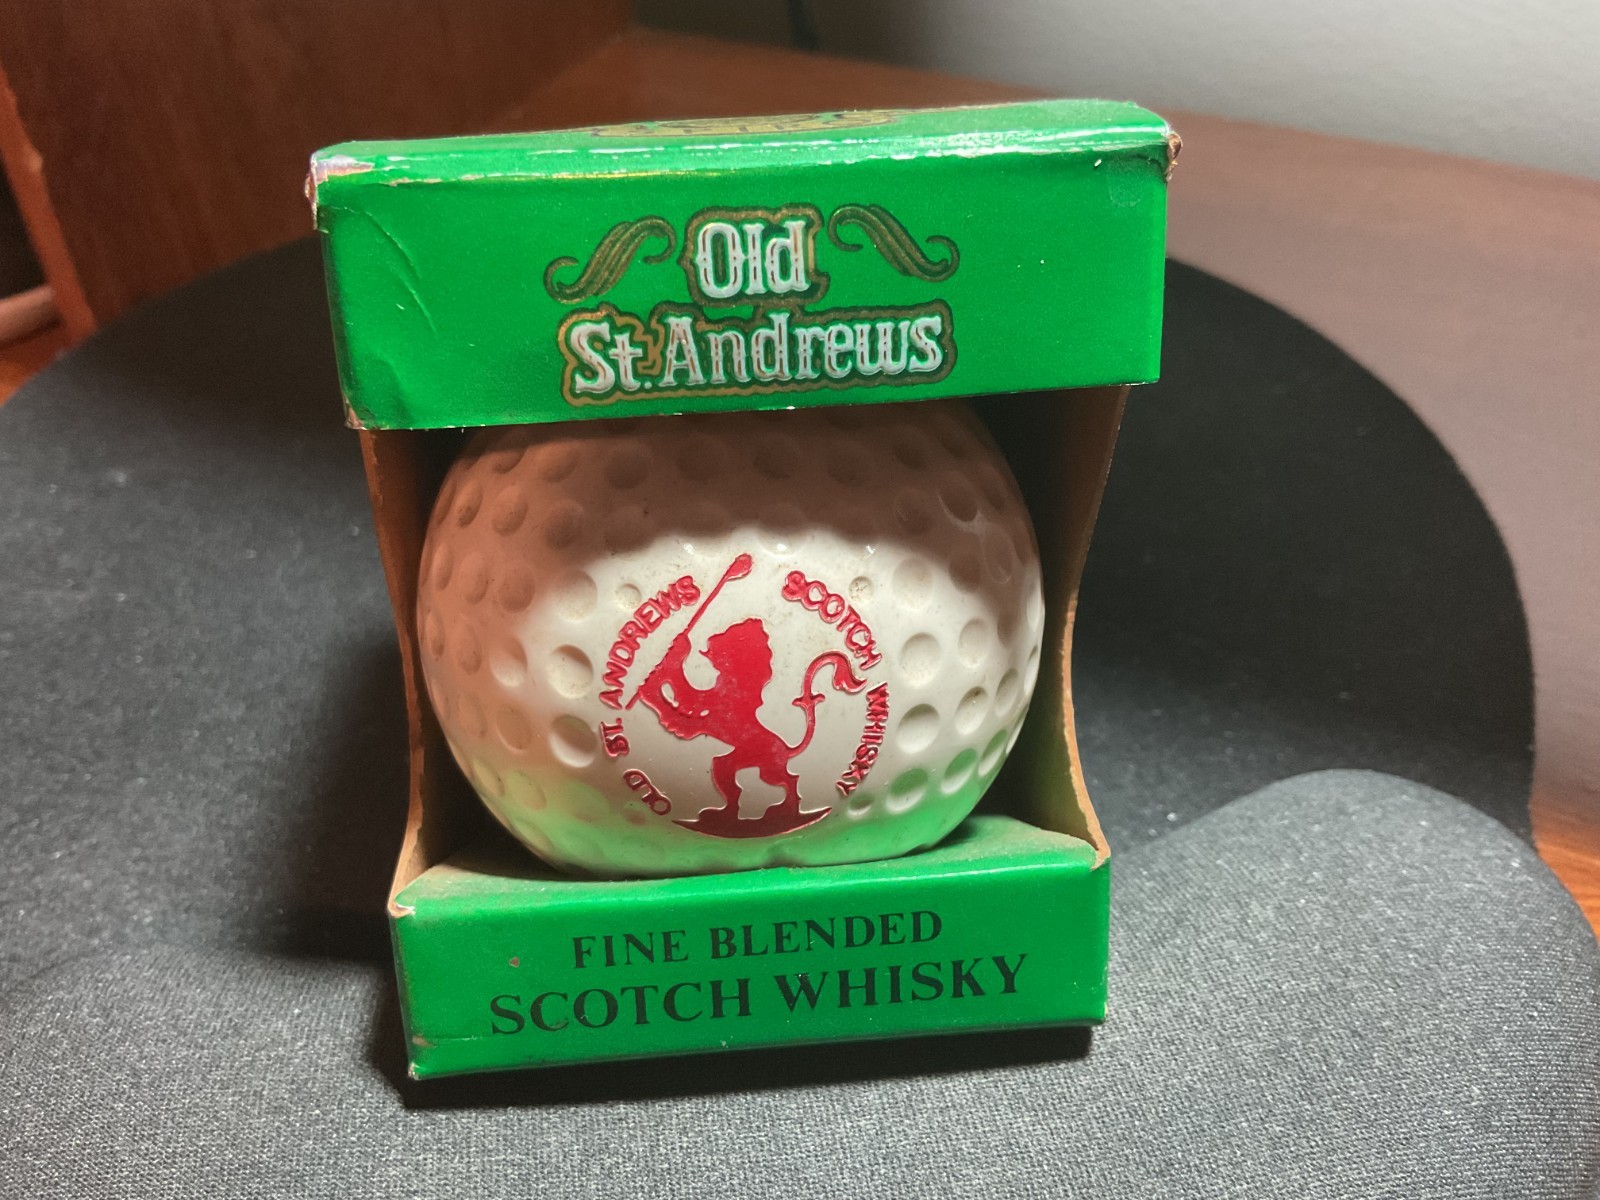 Old
St. Andrews
OLD ST. ANDREWS SCOTCH WHISKY
FINE BLENDED
SCOTCH WHISKY